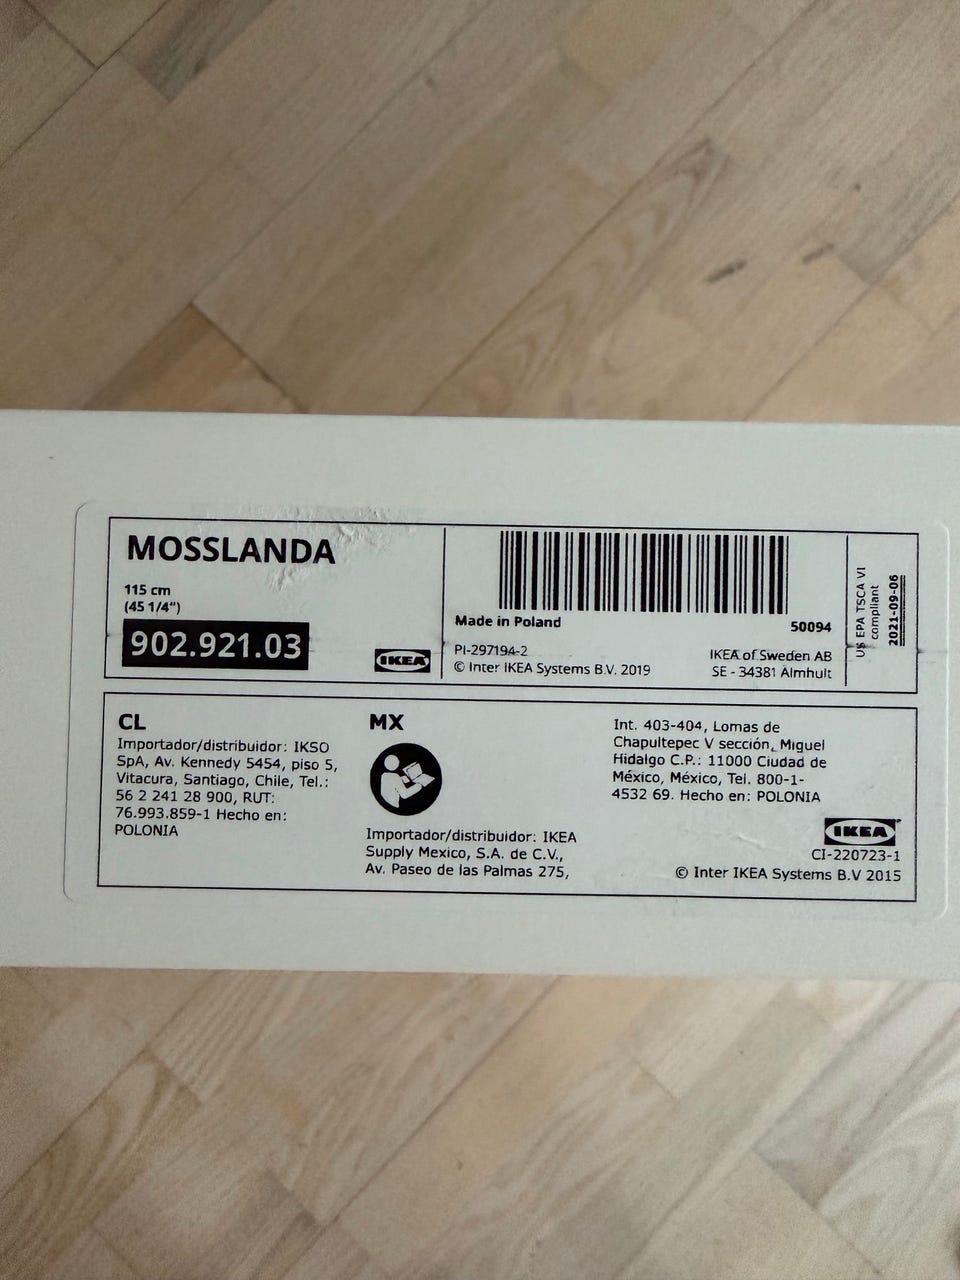 MOSSLANDA
115 cm
(45 1/4")
902.921.03
IKEA
Made in Poland
50094
PI-297194-2
© Inter IKEA Systems B.V. 2019
IKEA of Sweden AB
SE - 34381 Älmhult
US EPA TSCA VI
compliant
2021-09-06
CL
Importador/distribuidor: IKSO
SpA, Av. Kennedy 5454, piso 5,
Vitacura, Santiago, Chile, Tel.:
56 2 241 28 900, RUT:
76.993.859-1 Hecho en:
POLONIA
MX
Importador/distribuidor: IKEA
Supply Mexico, S.A. de C.V.,
Av. Paseo de las Palmas 275,
Int. 403-404, Lomas de
Chapultepec V sección, Miguel
Hidalgo C.P.: 11000 Ciudad de
México, México, Tel. 800-1-
4532 69. Hecho en: POLONIA
IKEA
CI-220723-1
© Inter IKEA Systems B.V 2015